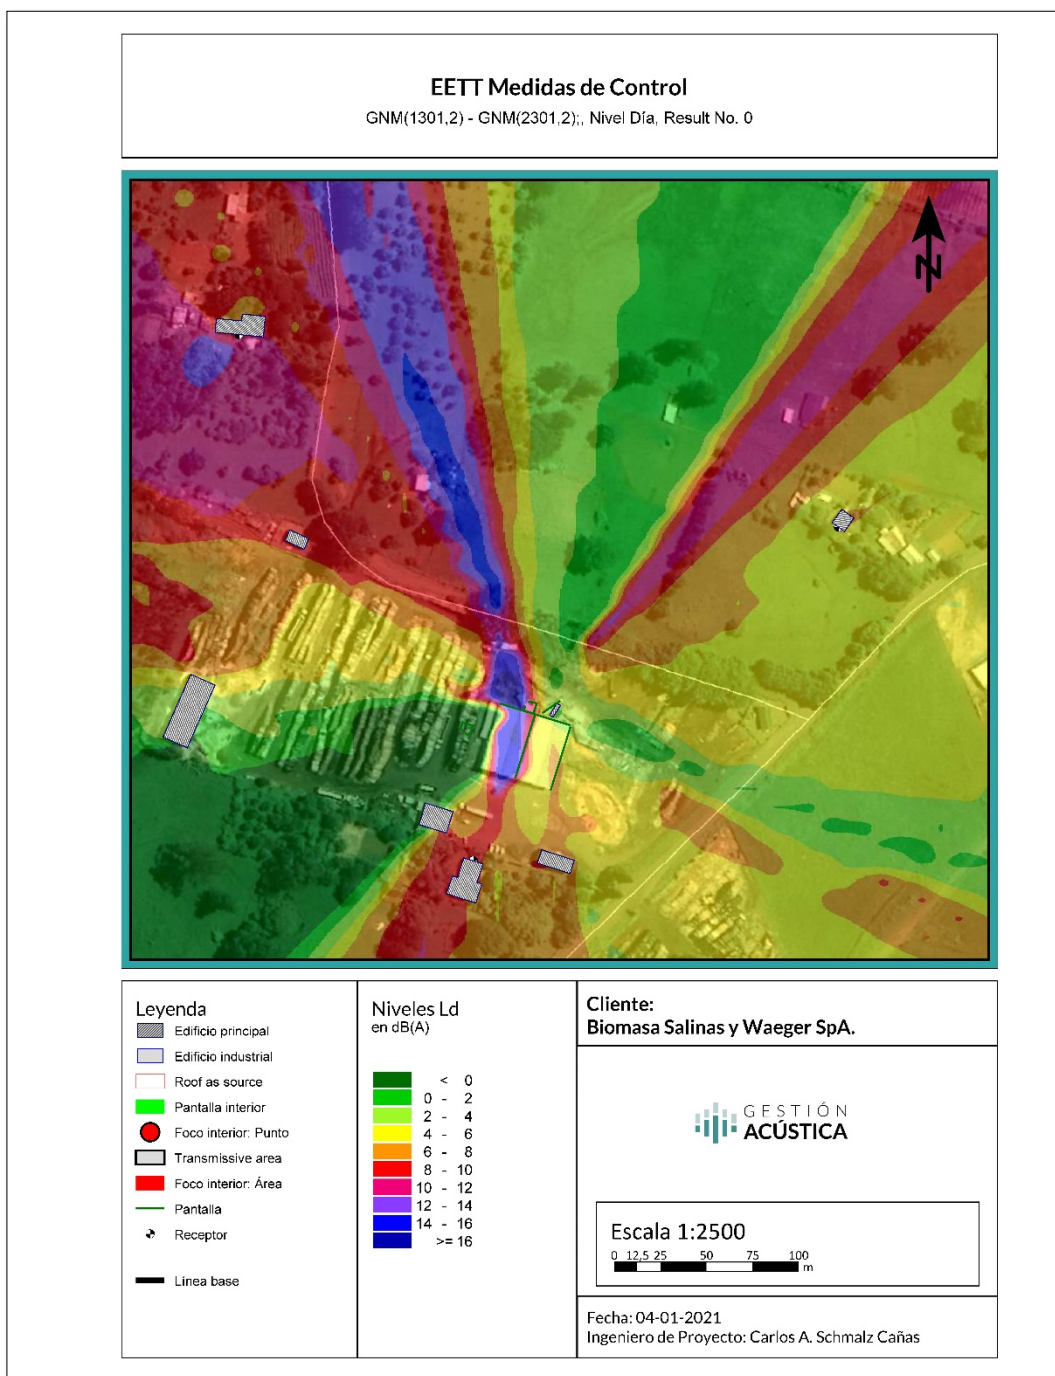 EETT Medidas de Control
GNM(1301,2) - GNM(2301,2);, Nivel Día, Result No. 0
N
Leyenda
Edificio principal
Edificio industrial
Roof as source
Pantalla interior
Foco interior: Punto
Transmissive area
Foco interior: Área
Pantalla
Receptor
Línea base
Niveles Ld
en dB(A)
< 0
0 - 2
2 - 4
4 - 6
6 - 8
8 - 10
10 - 12
12 - 14
14 - 16
>= 16
Cliente:
Biomasa Salinas y Waeger SpA.
GESTIÓN
ACÚSTICA
Escala 1:2500
0 12,5 25 50 75 100
m
Fecha: 04-01-2021
Ingeniero de Proyecto: Carlos A. Schmalz Cañas